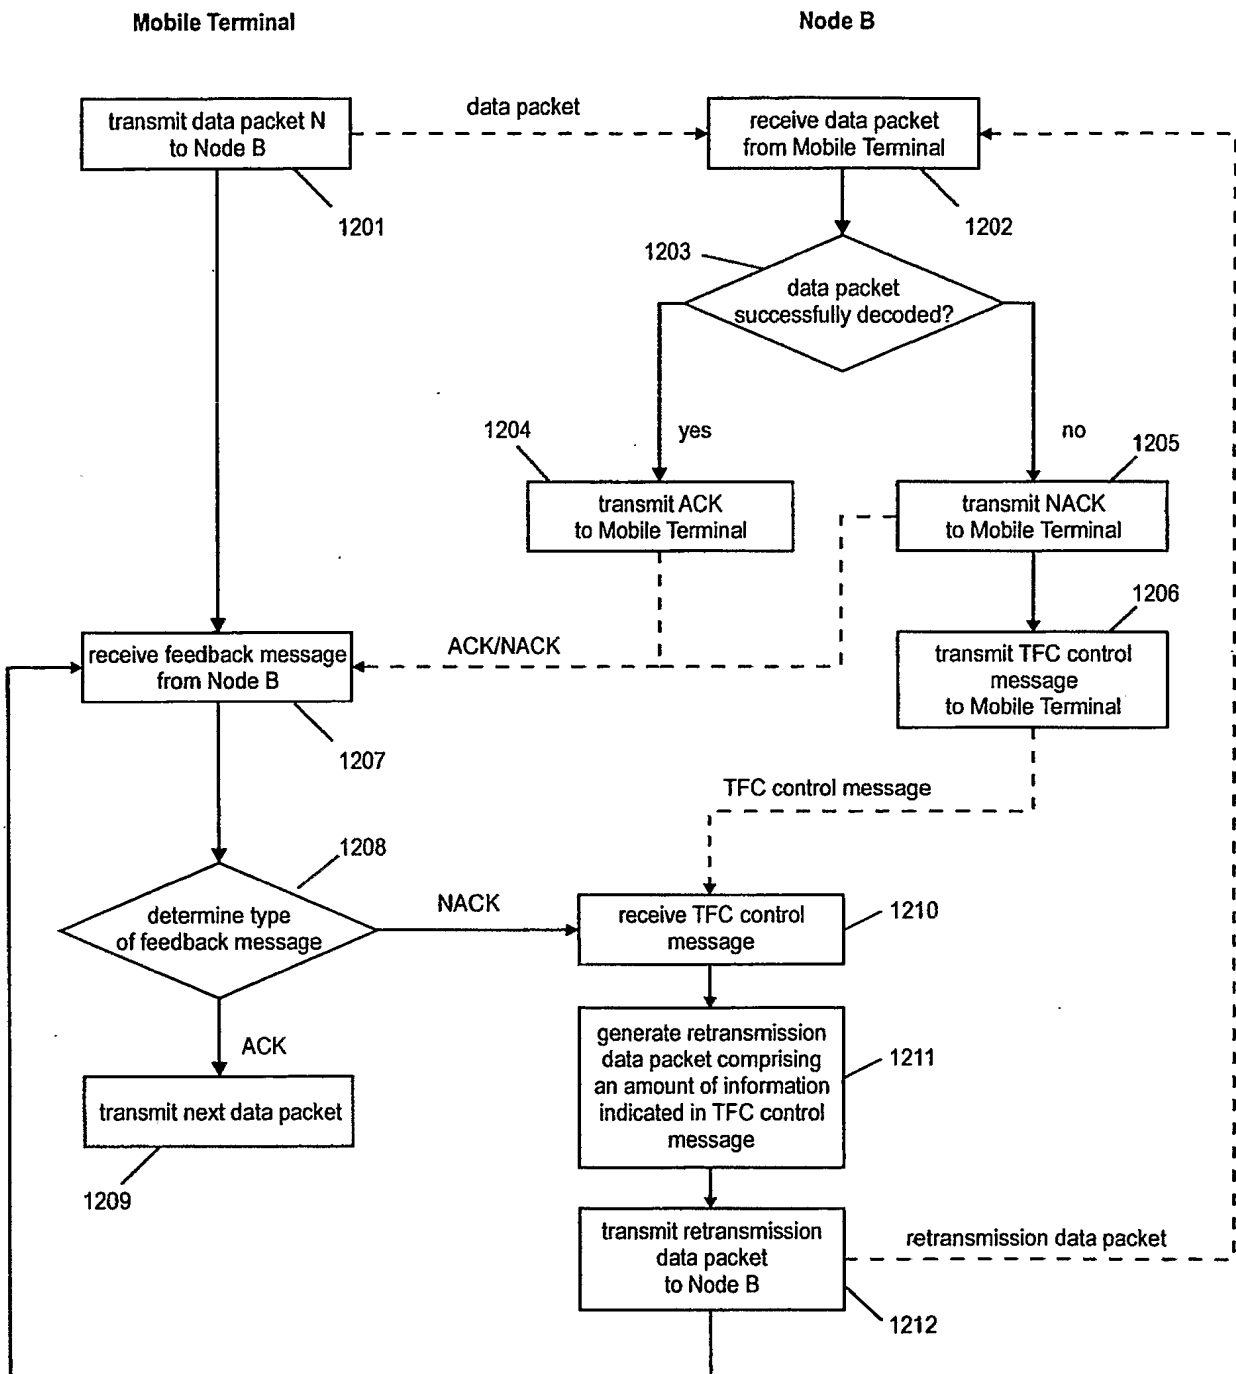 Mobile Terminal
Node B
transmit data packet N
to Node B
data packet
receive data packet
from Mobile Terminal
1201
1202
1203
data packet
successfully decoded?
1204
yes
no
1205
transmit ACK
to Mobile Terminal
transmit NACK
to Mobile Terminal
1206
receive feedback message
from Node B
ACK/NACK
transmit TFC control
message
to Mobile Terminal
1207
TFC control message
1208
determine type
of feedback message
NACK
receive TFC control
message
1210
ACK
generate retransmission
data packet comprising
an amount of information
indicated in TFC control
message
1211
transmit next data packet
1209
transmit retransmission
data packet
to Node B
retransmission data packet
1212